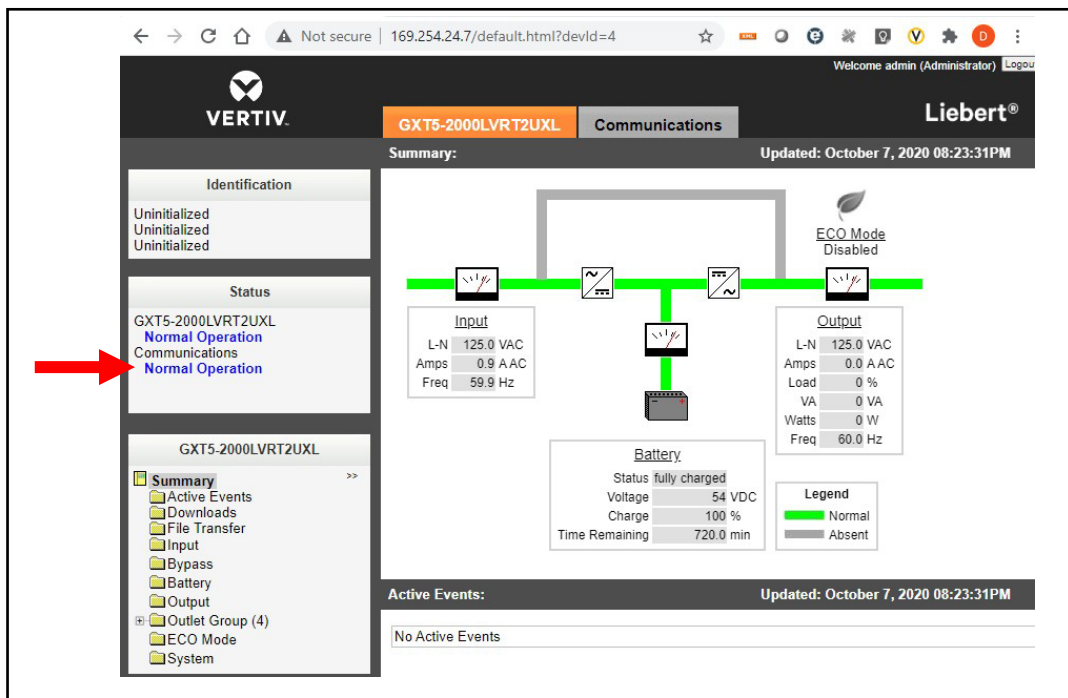 Not secure | 169.254.24.7/default.html?devId=4
Welcome admin (Administrator) Logou
VERTIV.
GXT5-2000LVRT2UXL Communications
Liebert®
Summary: Updated: October 7, 2020 08:23:31PM
Identification
Uninitialized
Uninitialized
Uninitialized
Status
GXT5-2000LVRT2UXL
Normal Operation
Communications
Normal Operation
GXT5-2000LVRT2UXL
Summary >>
Active Events
Downloads
File Transfer
Input
Bypass
Battery
Output
Outlet Group (4)
ECO Mode
System
ECO Mode
Disabled
Input
L-N 125.0 VAC
Amps 0.9 A AC
Freq 59.9 Hz
Output
L-N 125.0 VAC
Amps 0.0 A AC
Load 0 %
VA 0 VA
Watts 0 W
Freq 60.0 Hz
Battery
Status fully charged
Voltage 54 VDC
Charge 100 %
Time Remaining 720.0 min
Legend
Normal
Absent
Active Events: Updated: October 7, 2020 08:23:31PM
No Active Events